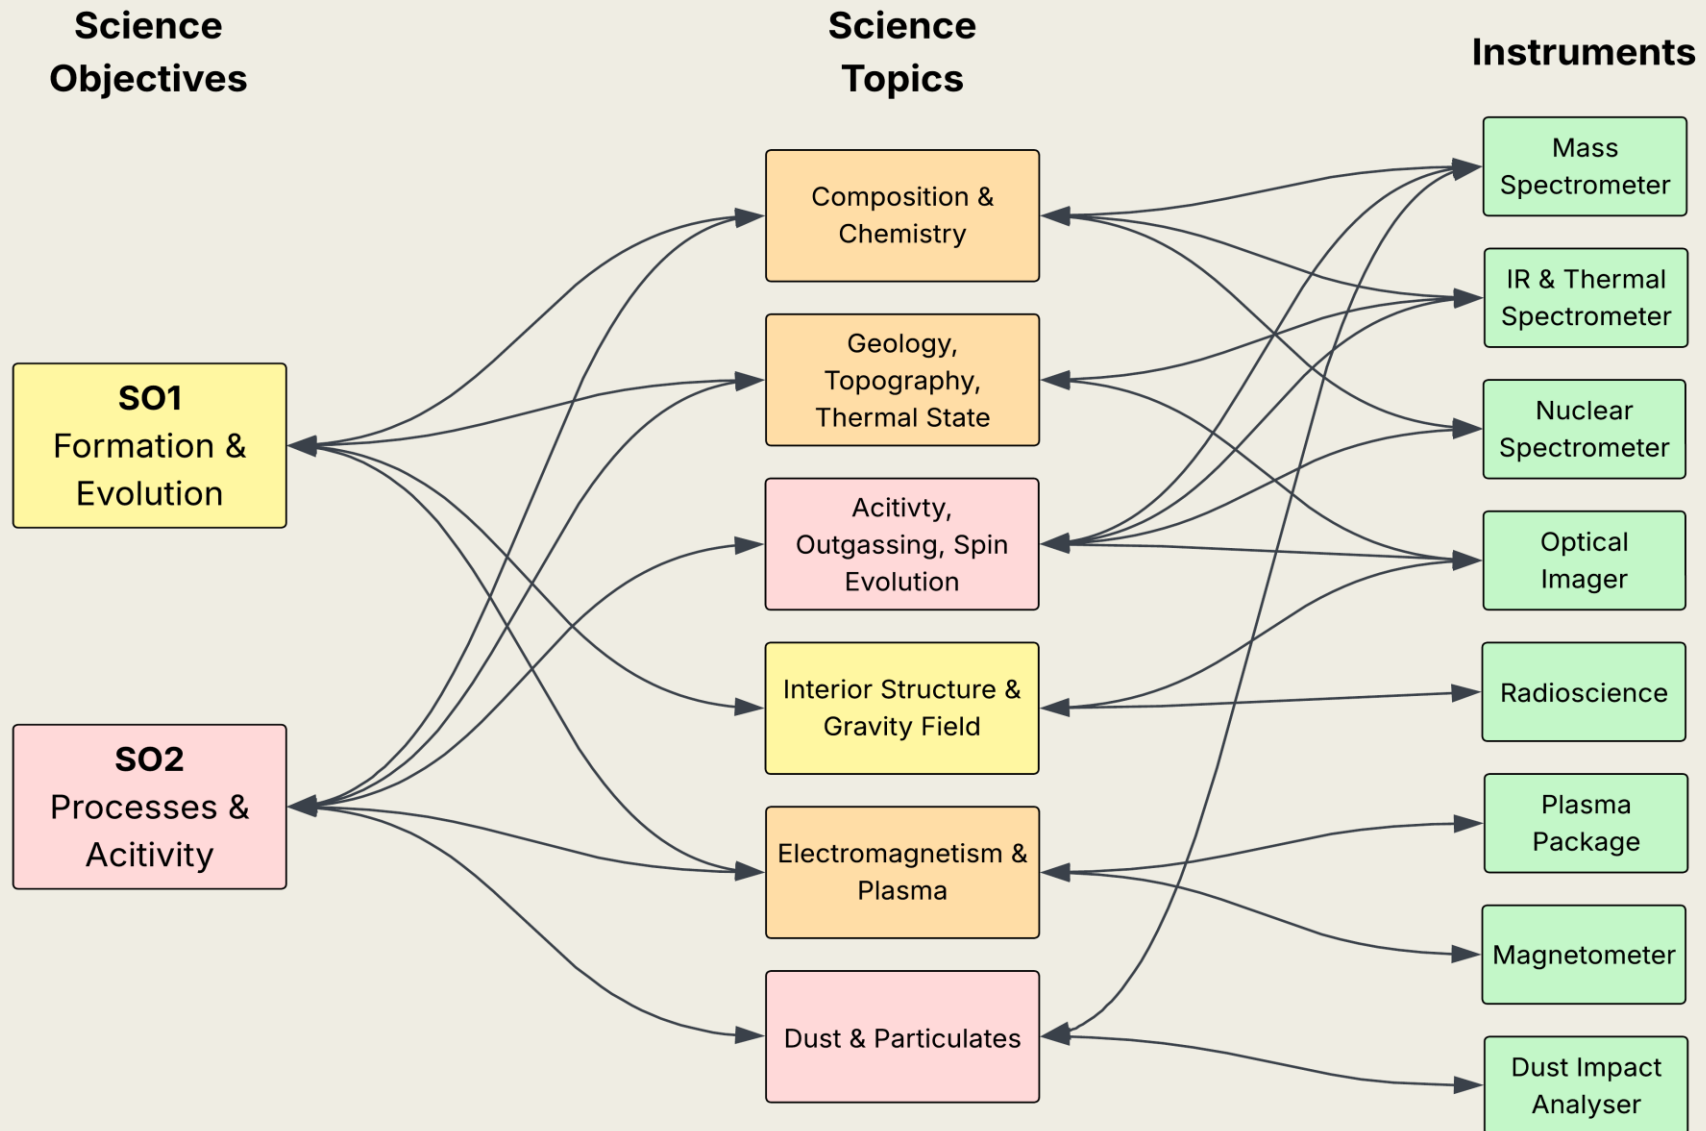 Science
Objectives
Science
Topics
Instruments
SO1
Formation &
Evolution
SO2
Processes &
Acitivity
Composition &
Chemistry
Geology,
Topography,
Thermal State
Acitivty,
Outgassing, Spin
Evolution
Interior Structure &
Gravity Field
Electromagnetism &
Plasma
Dust & Particulates
Mass
Spectrometer
IR & Thermal
Spectrometer
Nuclear
Spectrometer
Optical
Imager
Radioscience
Plasma
Package
Magnetometer
Dust Impact
Analyser